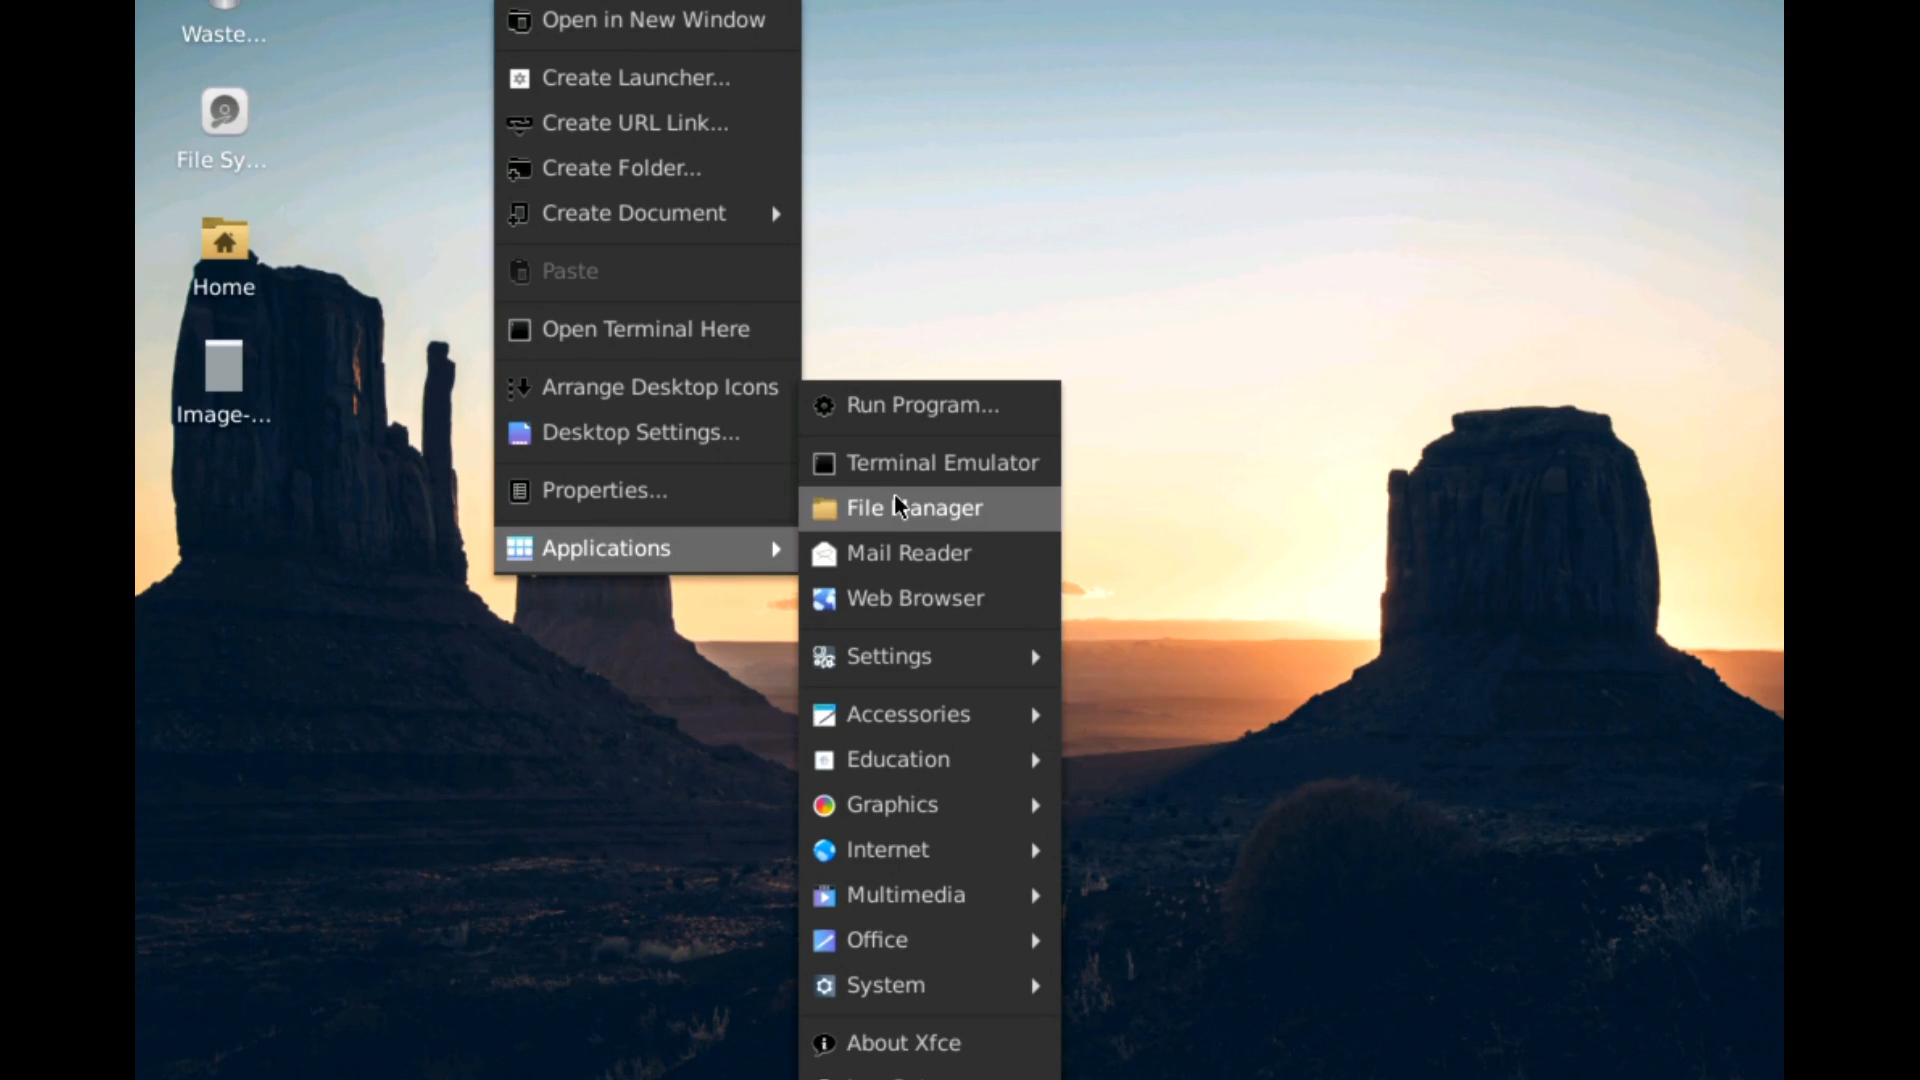 Waste...
File Sy...
Home
Image-...
Open in New Window
Create Launcher...
Create URL Link...
Create Folder...
Create Document
Paste
Open Terminal Here
Arrange Desktop Icons
Desktop Settings...
Properties...
Applications
Run Program...
Terminal Emulator
File Manager
Mail Reader
Web Browser
Settings
Accessories
Education
Graphics
Internet
Multimedia
Office
System
About Xfce